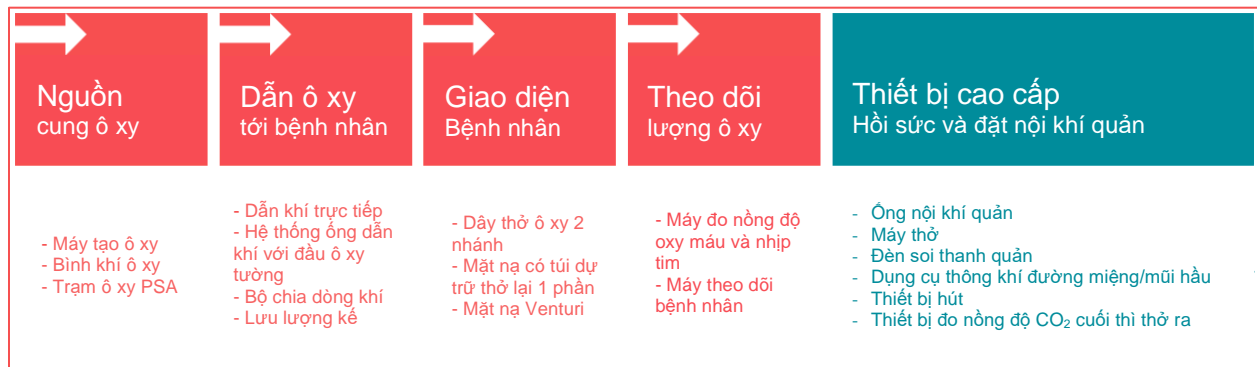 Nguồn
cung ô xy
Dẫn ô xy
tới bệnh nhân
Giao diện
Bệnh nhân
Theo dõi
lượng ô xy
Thiết bị cao cấp
Hồi sức và đặt nội khí quản
- Máy tạo ô xy
- Bình khí ô xy
- Trạm ô xy PSA
- Dẫn khí trực tiếp
- Hệ thống ống dẫn
khí với đầu ô xy
tường
- Bộ chia dòng khí
- Lưu lượng kế
- Dây thở ô xy 2
nhánh
- Mặt nạ có túi dự
trữ thở lại 1 phần
- Mặt nạ Venturi
- Máy đo nồng độ
oxy máu và nhịp
tim
- Máy theo dõi
bệnh nhân
- Ống nội khí quản
- Máy thở
- Đèn soi thanh quản
- Dụng cụ thông khí đường miệng/mũi hầu
- Thiết bị hút
- Thiết bị đo nồng độ CO₂ cuối thì thở ra